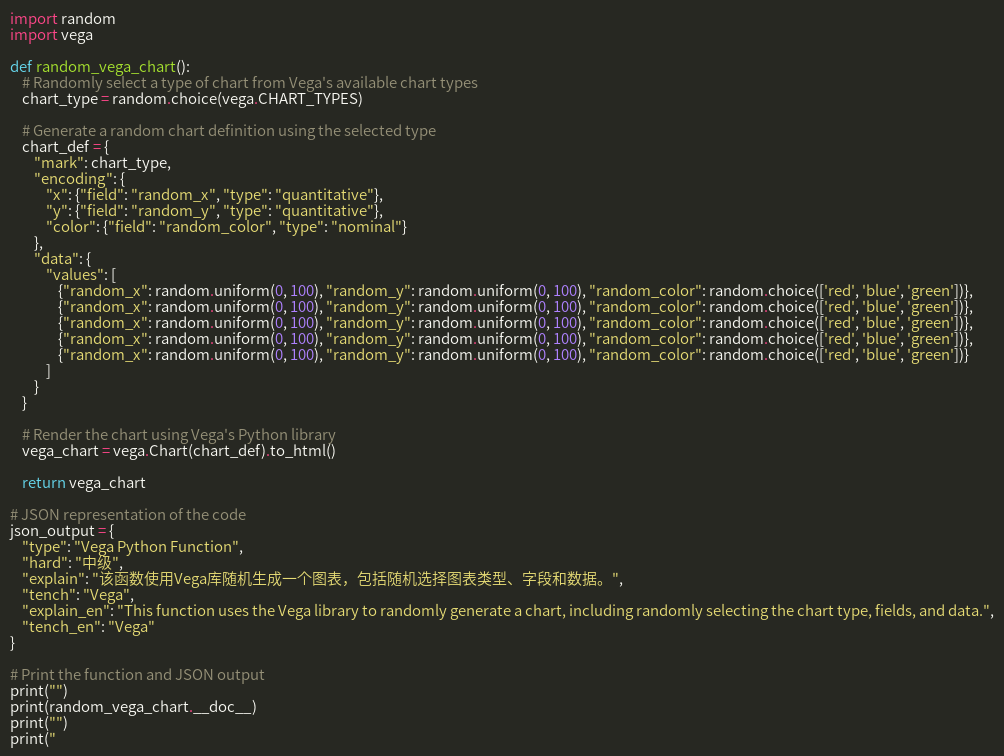 import random
import vega

def random_vega_chart():
    # Randomly select a type of chart from Vega's available chart types
    chart_type = random.choice(vega.CHART_TYPES)

    # Generate a random chart definition using the selected type
    chart_def = {
        "mark": chart_type,
        "encoding": {
            "x": {"field": "random_x", "type": "quantitative"},
            "y": {"field": "random_y", "type": "quantitative"},
            "color": {"field": "random_color", "type": "nominal"}
        },
        "data": {
            "values": [
                {"random_x": random.uniform(0, 100), "random_y": random.uniform(0, 100), "random_color": random.choice(['red', 'blue', 'green'])},
                {"random_x": random.uniform(0, 100), "random_y": random.uniform(0, 100), "random_color": random.choice(['red', 'blue', 'green'])},
                {"random_x": random.uniform(0, 100), "random_y": random.uniform(0, 100), "random_color": random.choice(['red', 'blue', 'green'])},
                {"random_x": random.uniform(0, 100), "random_y": random.uniform(0, 100), "random_color": random.choice(['red', 'blue', 'green'])},
                {"random_x": random.uniform(0, 100), "random_y": random.uniform(0, 100), "random_color": random.choice(['red', 'blue', 'green'])}
            ]
        }
    }

    # Render the chart using Vega's Python library
    vega_chart = vega.Chart(chart_def).to_html()

    return vega_chart

# JSON representation of the code
json_output = {
    "type": "Vega Python Function",
    "hard": "中级",
    "explain": "该函数使用Vega库随机生成一个图表，包括随机选择图表类型、字段和数据。",
    "tench": "Vega",
    "explain_en": "This function uses the Vega library to randomly generate a chart, including randomly selecting the chart type, fields, and data.",
    "tench_en": "Vega"
}

# Print the function and JSON output
print("")
print(random_vega_chart.__doc__)
print("")
print("